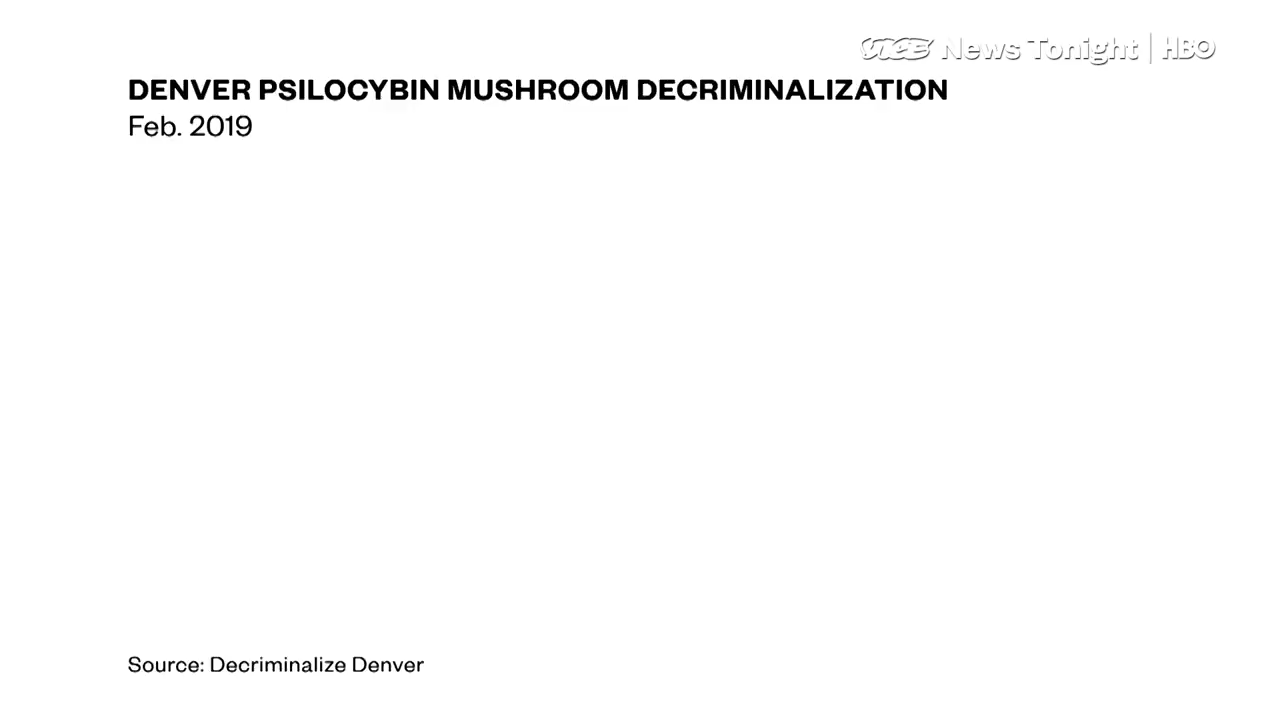 VICE News Tonight | HBO
DENVER PSILOCYBIN MUSHROOM DECRIMINALIZATION
Feb. 2019
Source: Decriminalize Denver